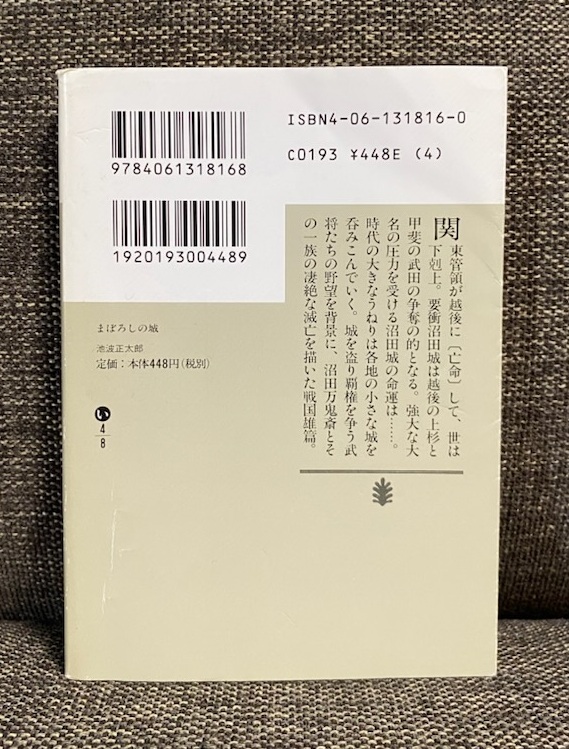 9784061318168
ISBN4-06-131816-0
C0193 ¥448E (4)
1920193004489
関東管領が越後に〔亡命〕して、世は
下剋上。要衝沼田城は越後の上杉と
甲斐の武田の争奪の的となる。強大な大
名の圧力を受ける沼田城の命運は……。
時代の大きなうねりは各地の小さな城を
呑みこんでいく。城を盗り覇権を争う武
将たちの野望を背景に、沼田万鬼斎とそ
の一族の凄絶な滅亡を描いた戦国雄篇。
まぼろしの城
池波正太郎
定価:本体448円(税別)
い
4
8